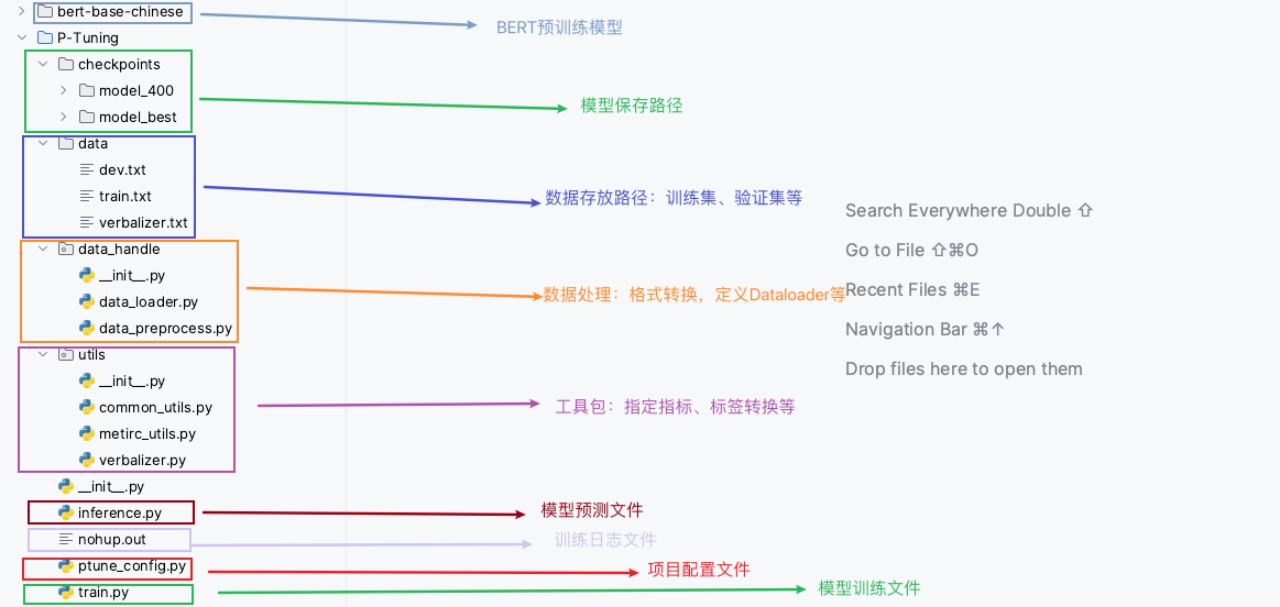 bert-base-chinese
BERT预训练模型
P-Tuning
checkpoints
model_400
模型保存路径
model_best
data
dev.txt
train.txt
数据存放路径：训练集、验证集等
verbalizer.txt
Search Everywhere Double ⇧
data_handle
Go to File ⇧⌘O
__init__.py
data_loader.py
数据处理：格式转换，定义Dataloader等
Recent Files ⌘E
data_preprocess.py
Navigation Bar ⌘↑
utils
Drop files here to open them
__init__.py
common_utils.py
工具包：指定指标、标签转换等
metirc_utils.py
verbalizer.py
__init__.py
inference.py
模型预测文件
nohup.out
训练日志文件
ptune_config.py
项目配置文件
train.py
模型训练文件